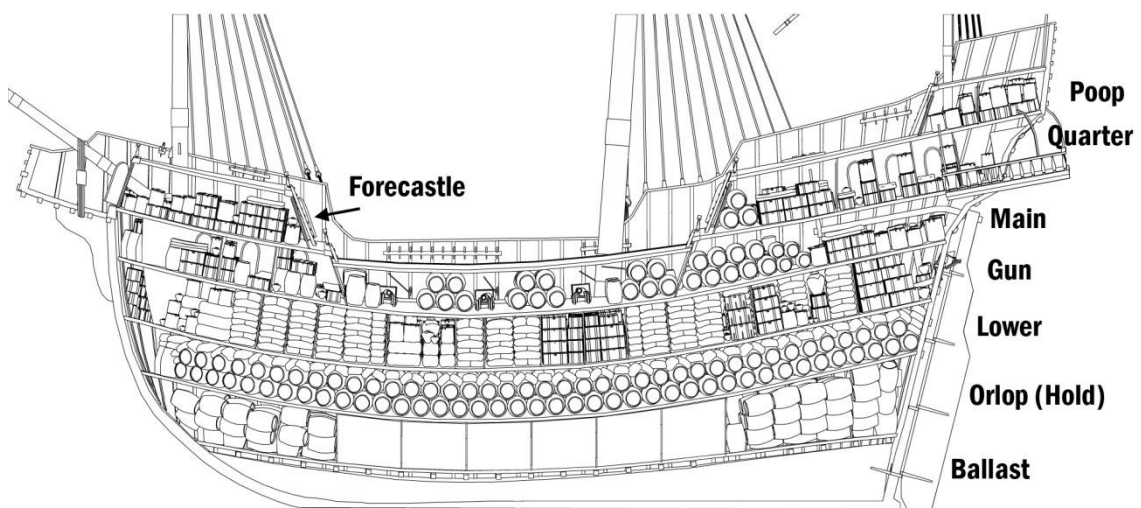 Poop
Quarter
Forecastle
Main
Gun
Lower
Orlop (Hold)
Ballast